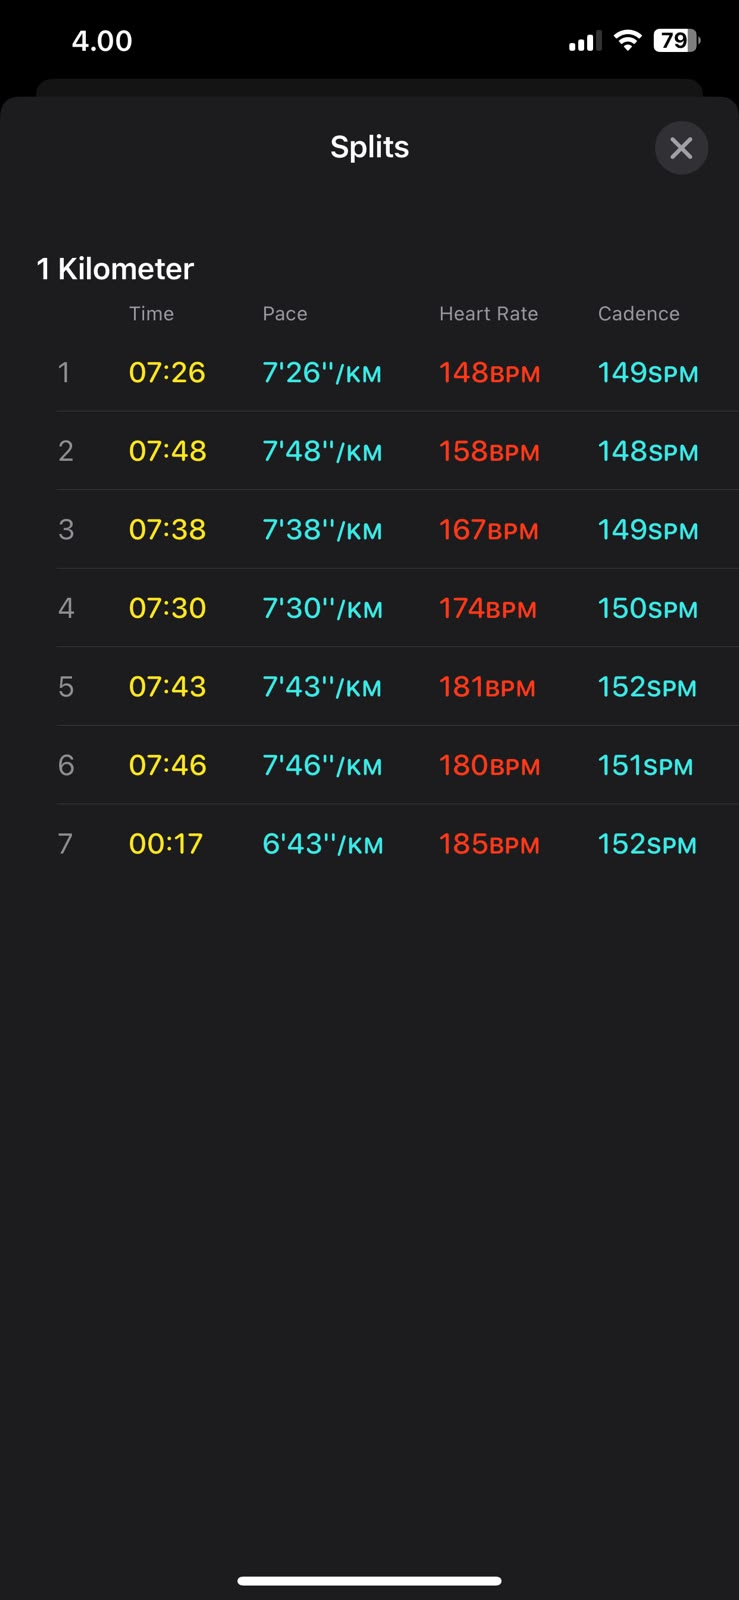 4.00
79
Splits
1 Kilometer
Time Pace Heart Rate Cadence
1 07:26 7'26''/KM 148BPM 149SPM
2 07:48 7'48''/KM 158BPM 148SPM
3 07:38 7'38''/KM 167BPM 149SPM
4 07:30 7'30''/KM 174BPM 150SPM
5 07:43 7'43''/KM 181BPM 152SPM
6 07:46 7'46''/KM 180BPM 151SPM
7 00:17 6'43''/KM 185BPM 152SPM